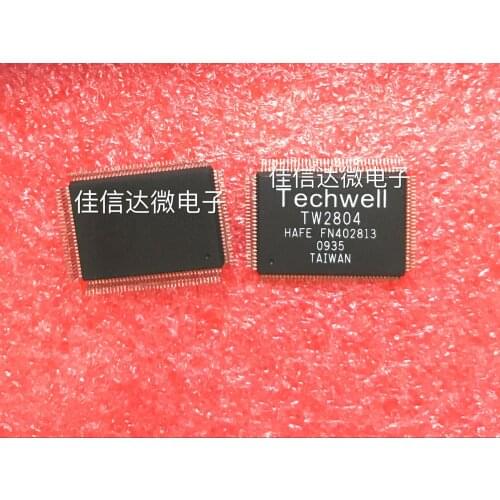 佳信达微电子
佳信达微电子
Techwell
TW2804
HAFE FN402813
0935
TAIWAN